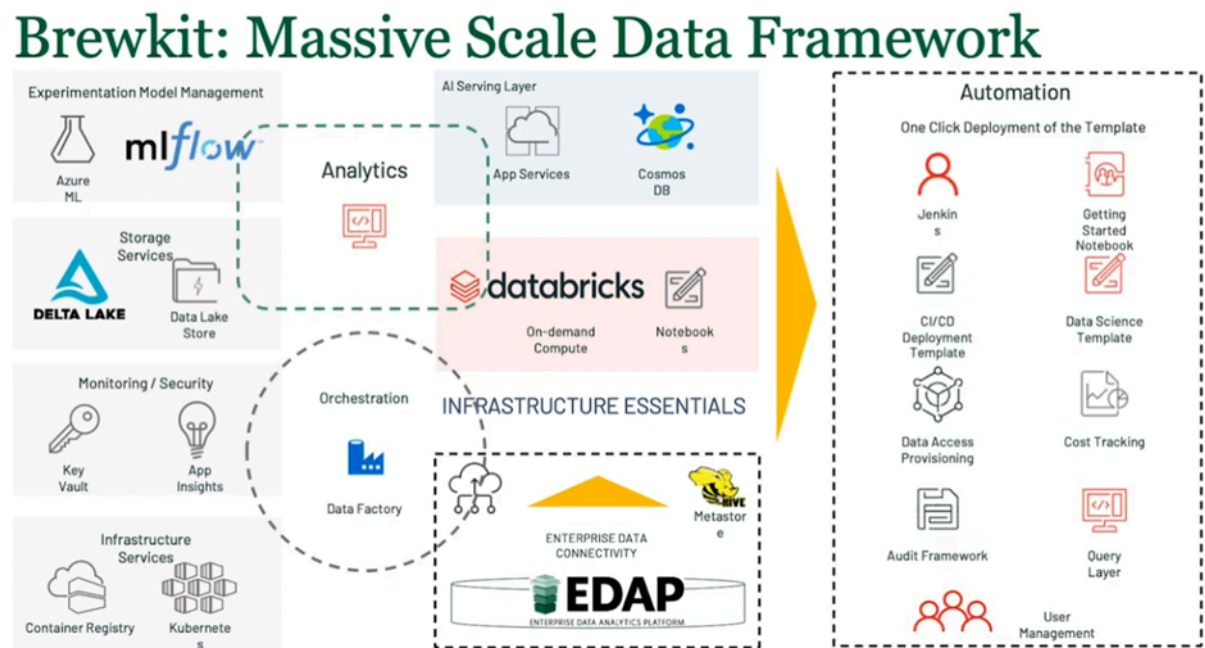 Brewkit: Massive Scale Data Framework
Experimentation Model Management
mlflow
Azure
ML
Storage
Services
DELTA LAKE
Data Lake
Store
Monitoring / Security
Key
Vault
App
Insights
Infrastructure
Services
Container Registry
Kubernete
s
Analytics
Orchestration
Data Factory
AI Serving Layer
App Services
Cosmos
DB
databricks
On-demand
Compute
Notebook
s
INFRASTRUCTURE ESSENTIALS
HIVE
Metastor
e
ENTERPRISE DATA
CONNECTIVITY
EDAP
ENTERPRISE DATA ANALYTICS PLATFORM
Automation
One Click Deployment of the Template
Jenkin
s
Getting
Started
Notebook
CI/CD
Deployment
Template
Data Science
Template
Data Access
Provisioning
Cost Tracking
Audit Framework
Query
Layer
User
Management